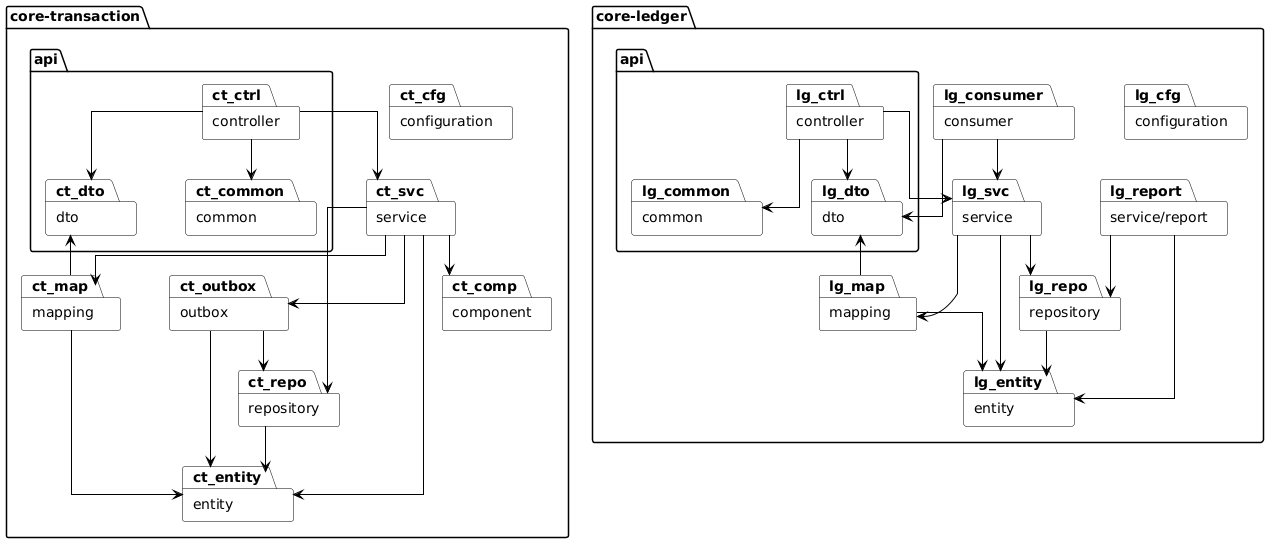 core-transaction
api
ct_ctrl
controller
ct_cfg
configuration
ct_dto
dto
ct_common
common
ct_svc
service
ct_map
mapping
ct_outbox
outbox
ct_comp
component
ct_repo
repository
ct_entity
entity
core-ledger
api
lg_ctrl
controller
lg_consumer
consumer
lg_cfg
configuration
lg_common
common
lg_dto
dto
lg_svc
service
lg_report
service/report
lg_map
mapping
lg_repo
repository
lg_entity
entity